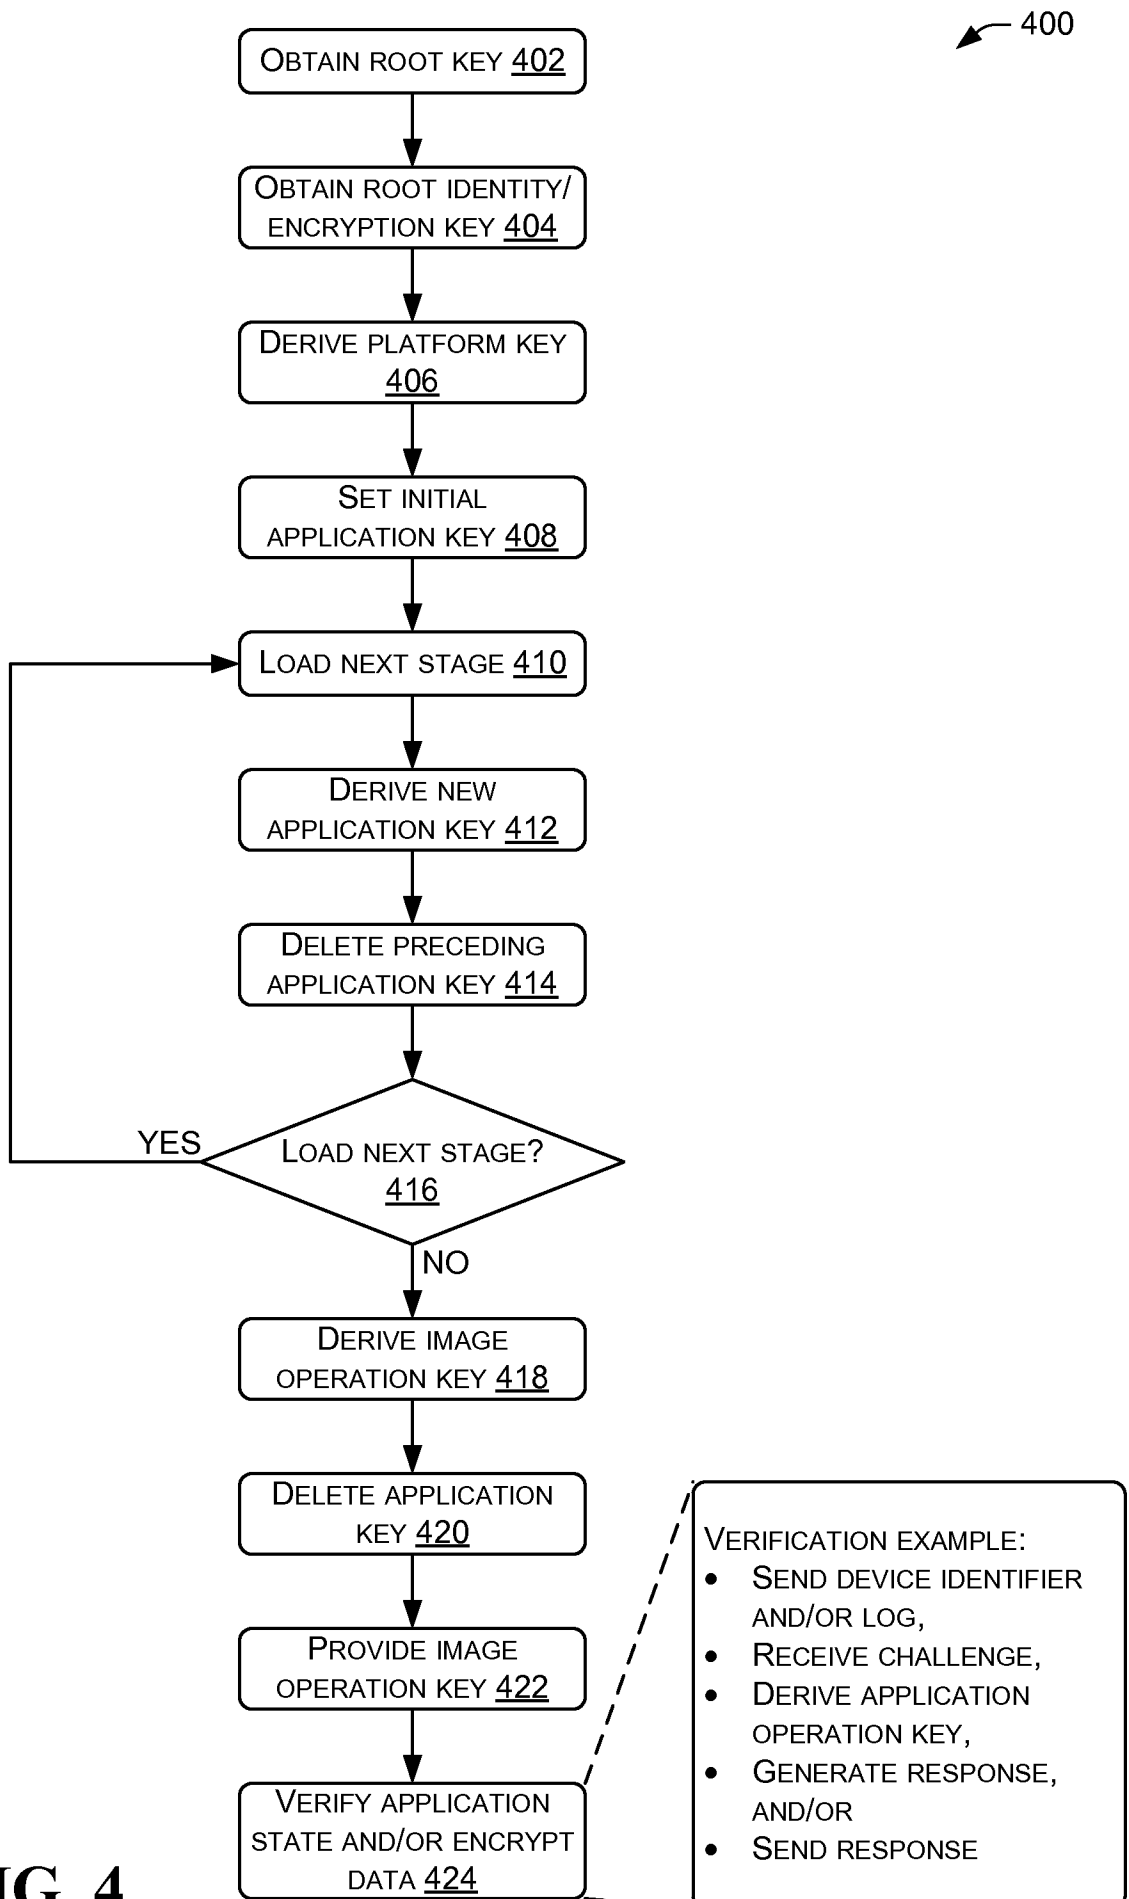 400
OBTAIN ROOT KEY 402
OBTAIN ROOT IDENTITY/
ENCRYPTION KEY 404
DERIVE PLATFORM KEY
406
SET INITIAL
APPLICATION KEY 408
LOAD NEXT STAGE 410
DERIVE NEW
APPLICATION KEY 412
DELETE PRECEDING
APPLICATION KEY 414
YES
LOAD NEXT STAGE?
416
NO
DERIVE IMAGE
OPERATION KEY 418
DELETE APPLICATION
KEY 420
PROVIDE IMAGE
OPERATION KEY 422
VERIFY APPLICATION
STATE AND/OR ENCRYPT
DATA 424
VERIFICATION EXAMPLE:
• SEND DEVICE IDENTIFIER
AND/OR LOG,
• RECEIVE CHALLENGE,
• DERIVE APPLICATION
OPERATION KEY,
• GENERATE RESPONSE,
AND/OR
• SEND RESPONSE
4